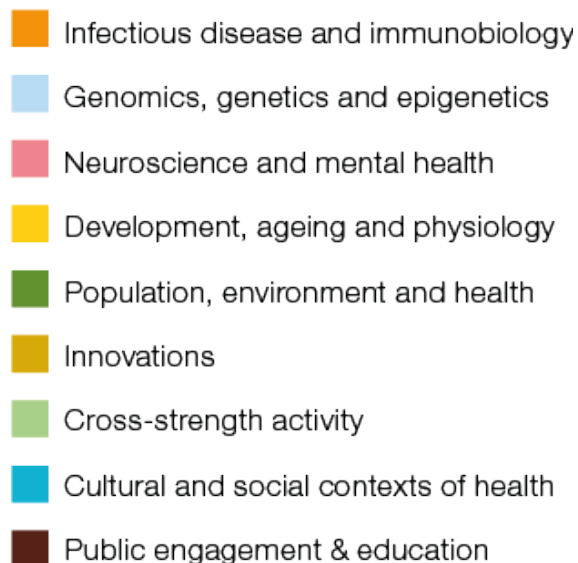 Infectious disease and immunobiology
Genomics, genetics and epigenetics
Neuroscience and mental health
Development, ageing and physiology
Population, environment and health
Innovations
Cross-strength activity
Cultural and social contexts of health
Public engagement & education